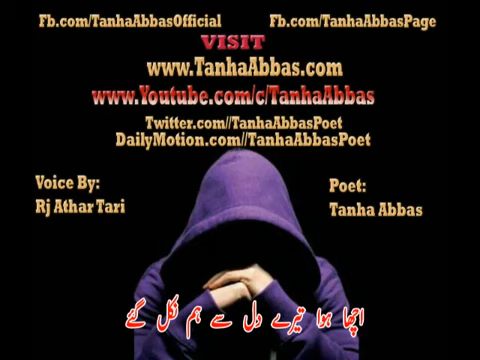 Fb.com/TanhaAbbasOfficial
Fb.com/TanhaAbbasPage
VISIT
www.TanhaAbbas.com
www.Youtube.com/c/TanhaAbbas
Twitter.com//TanhaAbbasPoet
DailyMotion.com//TanhaAbbasPoet
Voice By:
Rj Athar Tari
Poet:
Tanha Abbas
اچھا ہوا تیرے دل سے ہم نکل گئے